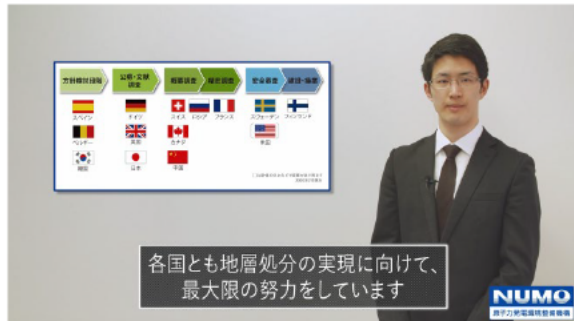 方針検討段階
公募・文献
調査
概要調査
精密調査
安全審査
建設・操業
スペイン
ドイツ
スイス
ロシア
フランス
スウェーデン
フィンランド
ベルギー
英国
カナダ
米国
韓国
日本
中国
各国とも地層処分の実現に向けて、
最大限の努力をしています
NUMO
原子力発電環境整備機構